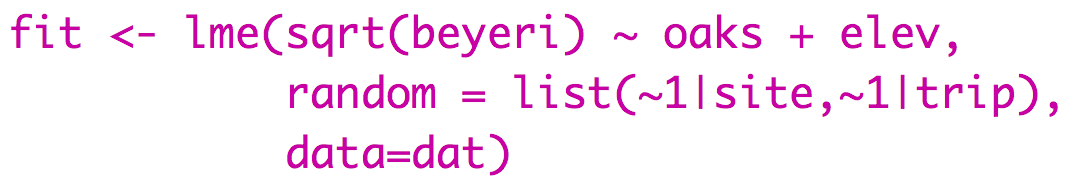 fit <- lme(sqrt(beyeri) ~ oaks + elev,
random = list(~1|site,~1|trip),
data=dat)